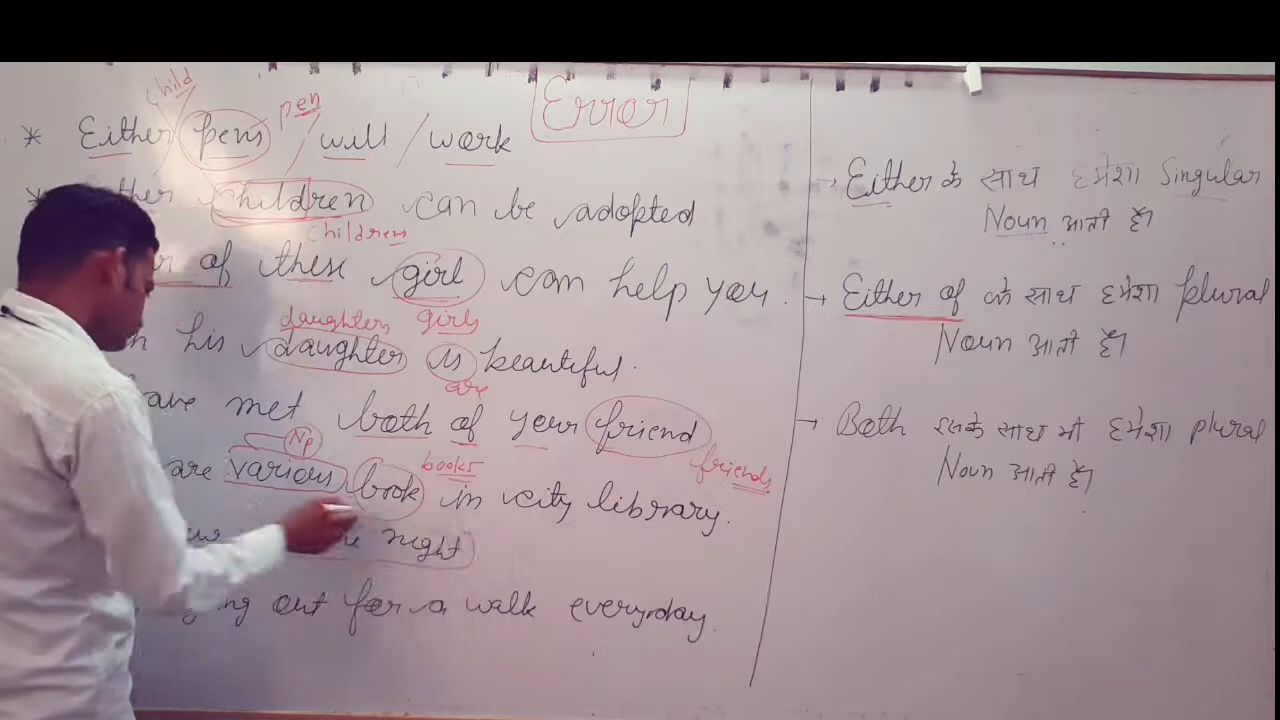 Error
child
pen
* Either pens / will / work
children can be adopted
children
of these girl can help you.
daughters girls
his daughter is beautiful.
are
have met both of your friend
Np
books
friends
are various book in city library.
night
out for a walk everyday.
→ Either के साथ हमेशा Singular
Noun आती है।
→ Either of के साथ हमेशा plural
Noun आती है।
→ Both इसके साथ भी हमेशा plural
Noun आती है।